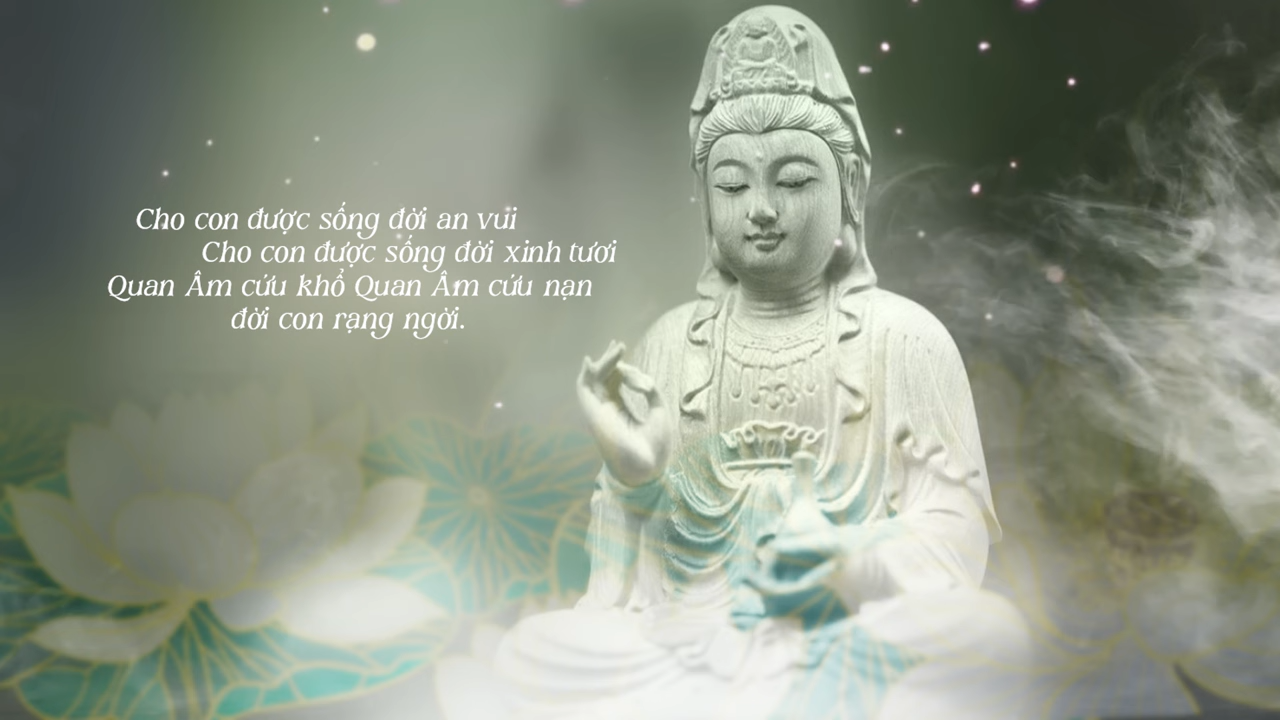 Cho con được sống đời an vui
Cho con được sống đời xinh tươi
Quan Âm cứu khổ Quan Âm cứu nạn
đời con rạng ngời.